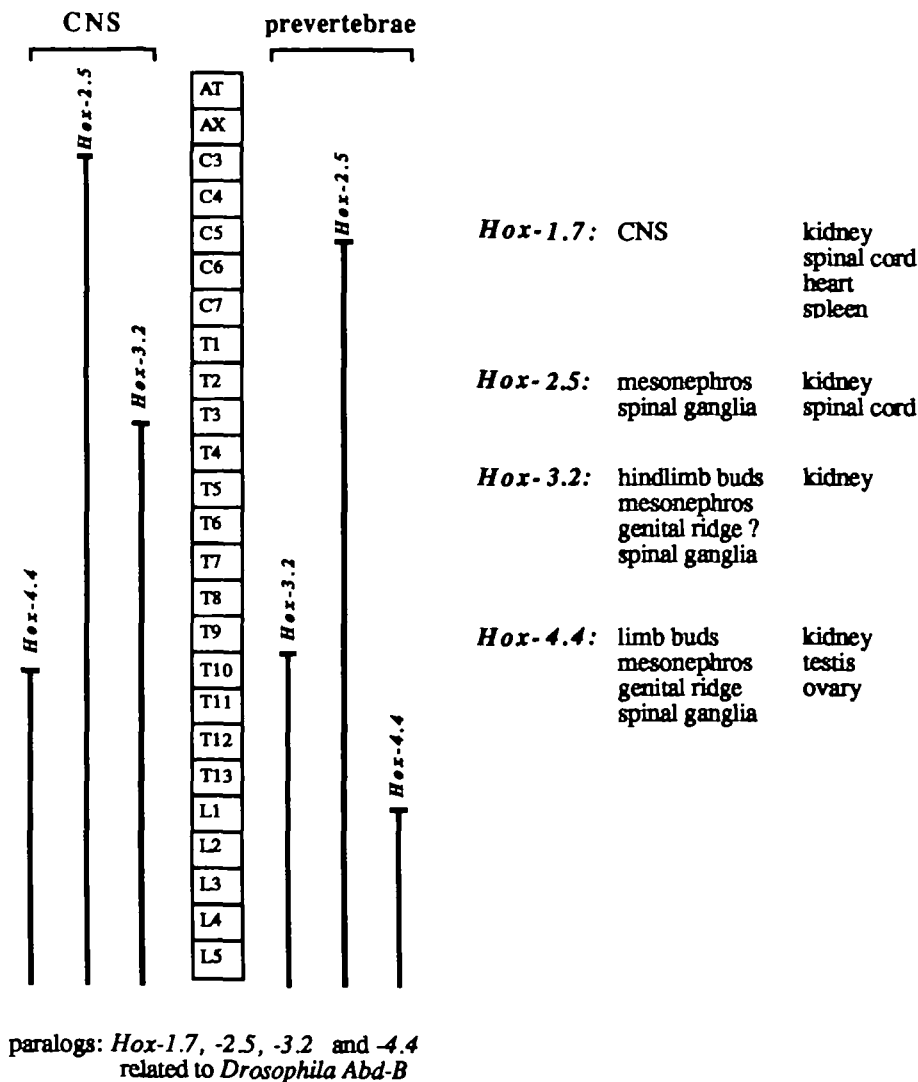 CNS
prevertebrae
Hox-4.4
Hox-2.5
Hox-3.2
AT
AX
C3
C4
C5
C6
C7
T1
T2
T3
T4
T5
T6
T7
T8
T9
T10
T11
T12
T13
L1
L2
L3
L4
L5
Hox-3.2
Hox-2.5
Hox-4.4
Hox-1.7: CNS kidney
spinal cord
heart
spleen
Hox-2.5: mesonephros kidney
spinal ganglia spinal cord
Hox-3.2: hindlimb buds kidney
mesonephros
genital ridge ?
spinal ganglia
Hox-4.4: limb buds kidney
mesonephros testis
genital ridge ovary
spinal ganglia
paralogs: Hox-1.7, -2.5, -3.2 and -4.4
related to Drosophila Abd-B